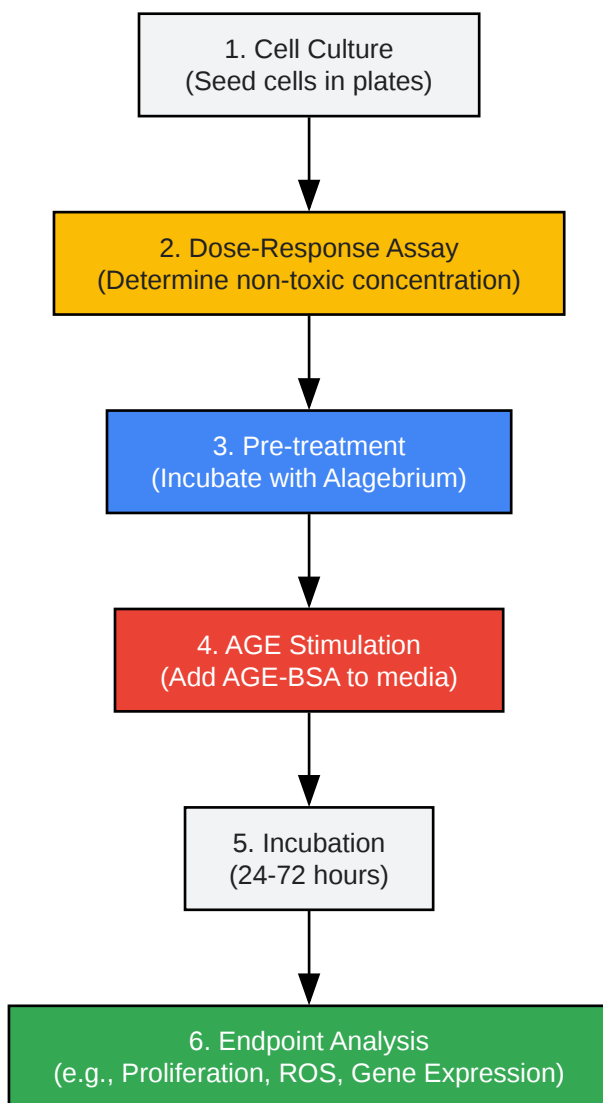 1. Cell Culture
(Seed cells in plates)
2. Dose-Response Assay
(Determine non-toxic concentration)
3. Pre-treatment
(Incubate with Alagebrium)
4. AGE Stimulation
(Add AGE-BSA to media)
5. Incubation
(24-72 hours)
6. Endpoint Analysis
(e.g., Proliferation, ROS, Gene Expression)